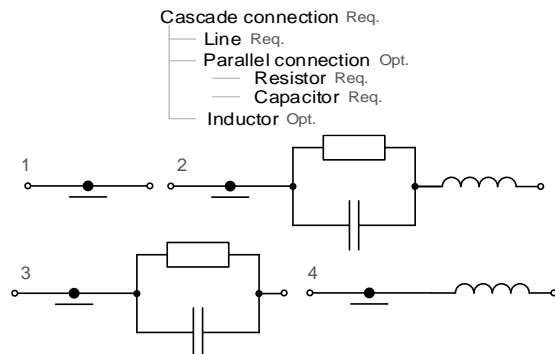 Cascade connection Req.
Line Req.
Parallel connection Opt.
Resistor Req.
Capacitor Req.
Inductor Opt.
1
2
3
4